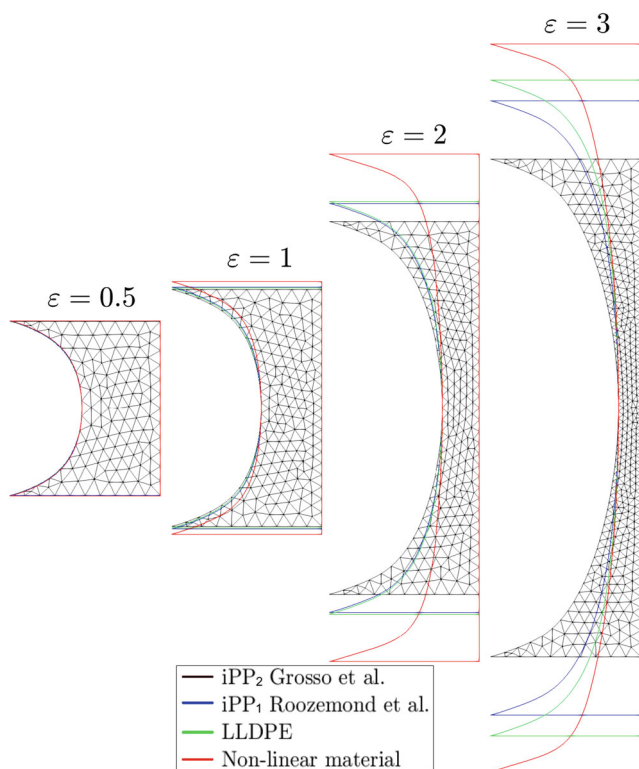 ε = 3
ε = 2
ε = 1
ε = 0.5
iPP₂ Grosso et al.
iPP₁ Roozemond et al.
LLDPE
Non-linear material